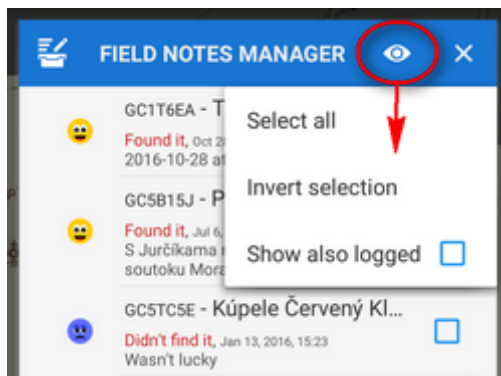 FIELD NOTES MANAGER
GC1T6EA - T
Found it, Oct 2
2016-10-28 a
Select all
GC5B15J - P
Found it, Jul 6,
S Jurčíkama
soutoku Mora
Invert selection
Show also logged
GC5TC5E - Kúpele Červený Kl...
Didn't find it, Jan 13, 2016, 15:23
Wasn't lucky